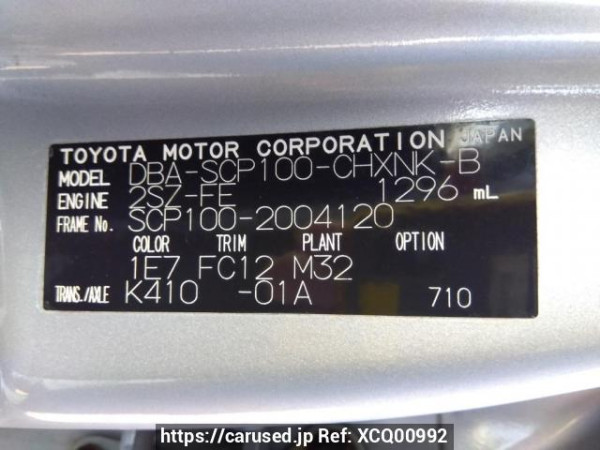 TOYOTA MOTOR CORPORATION JAPAN
MODEL DBA-SCP100-CHXNK-B
ENGINE 2SZ-FE 1296 mL
FRAME No. SCP100-2004120
COLOR TRIM PLANT OPTION
1E7 FC12 M32
TRANS./AXLE K410 -01A 710
https://carused.jp Ref: XCQ00992